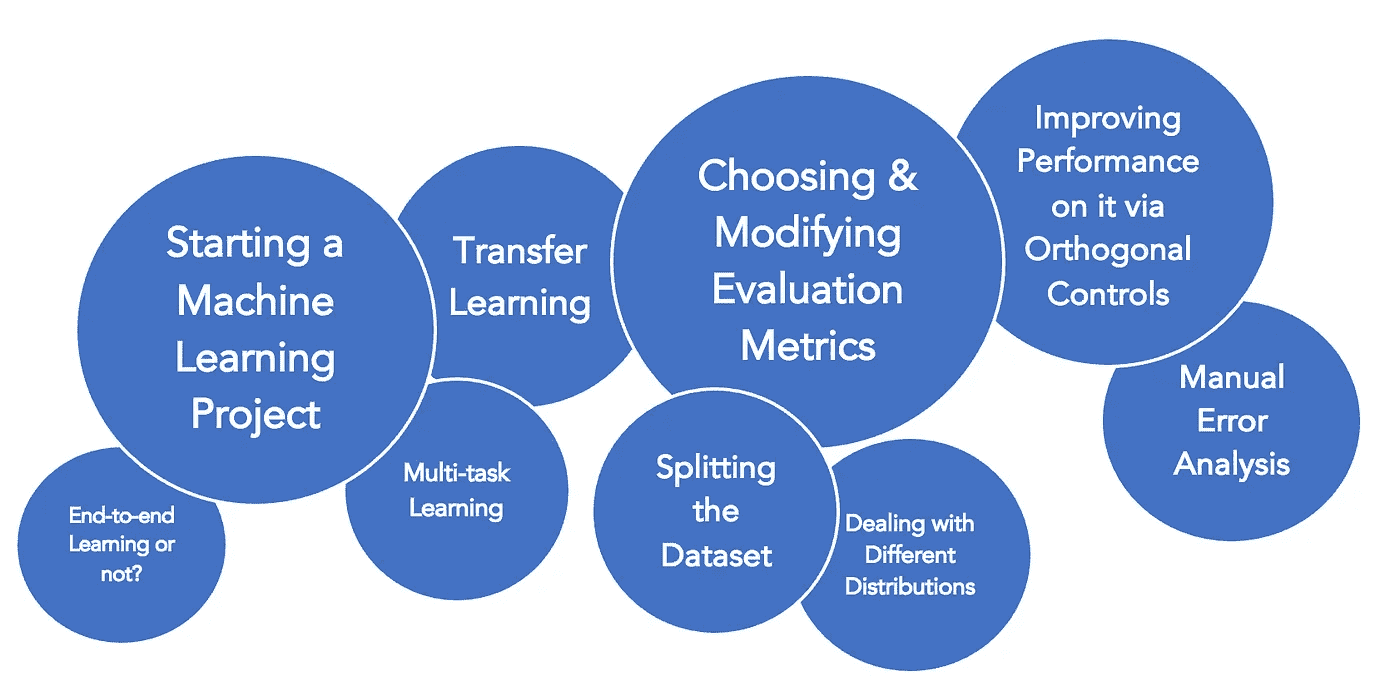 Starting a
Machine
Learning
Project
End-to-end
Learning or
not?
Transfer
Learning
Multi-task
Learning
Choosing &
Modifying
Evaluation
Metrics
Splitting
the
Dataset
Dealing with
Different
Distributions
Improving
Performance
on it via
Orthogonal
Controls
Manual
Error
Analysis